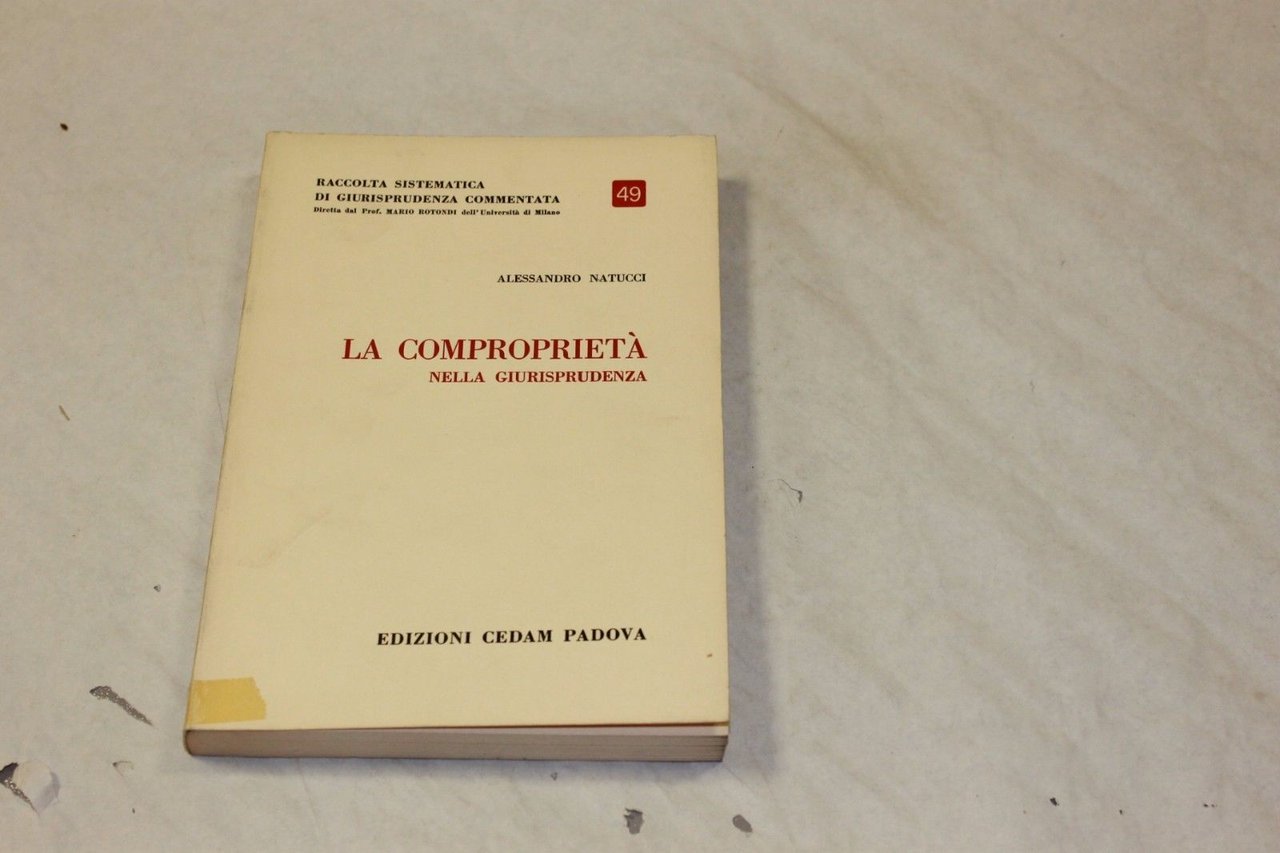 RACCOLTA SISTEMATICA
DI GIURISPRUDENZA COMMENTATA
Diretta dal Prof. MARIO ROTONDI dell'Università di Milano
49
ALESSANDRO NATUCCI
LA COMPROPRIETÀ
NELLA GIURISPRUDENZA
EDIZIONI CEDAM PADOVA